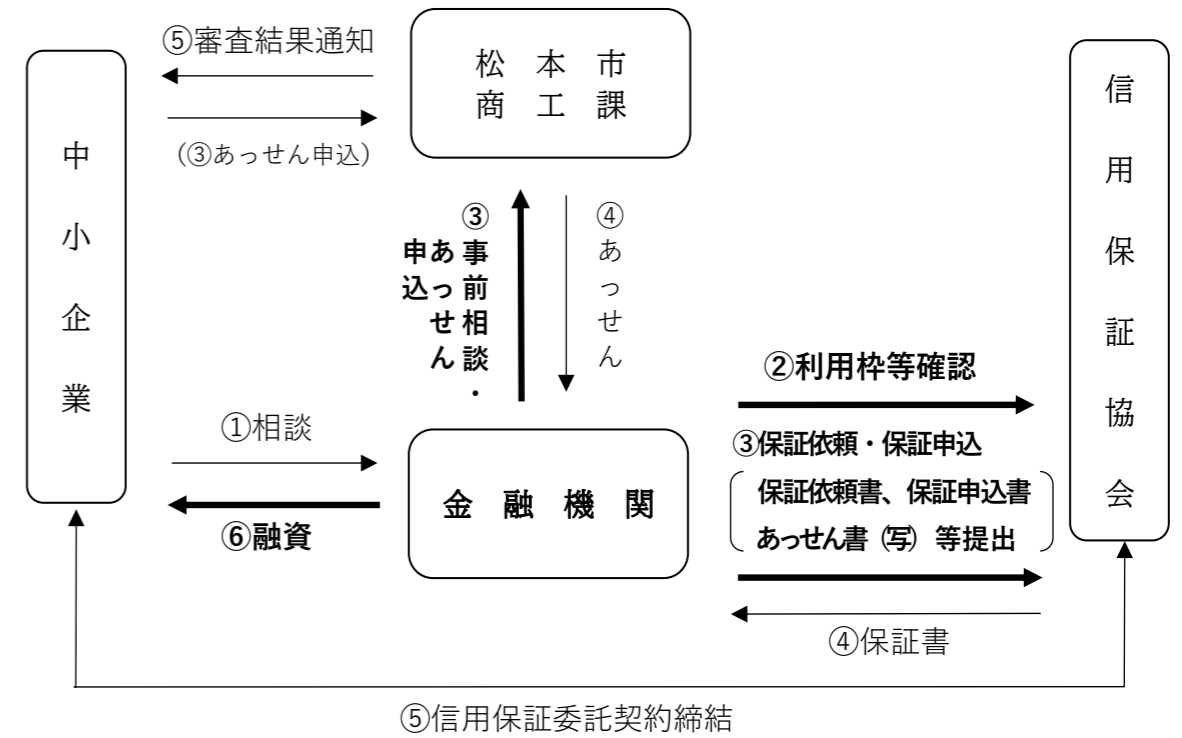 ⑤審査結果通知
松本市
商工課
(③あっせん申込)
中小企業
信用保証協会
③事前相談・
あっせん
申込
④あっせん
②利用枠等確認
①相談
③保証依頼・保証申込
保証依頼書、保証申込書
あっせん書(写)等提出
金融機関
⑥融資
④保証書
⑤信用保証委託契約締結